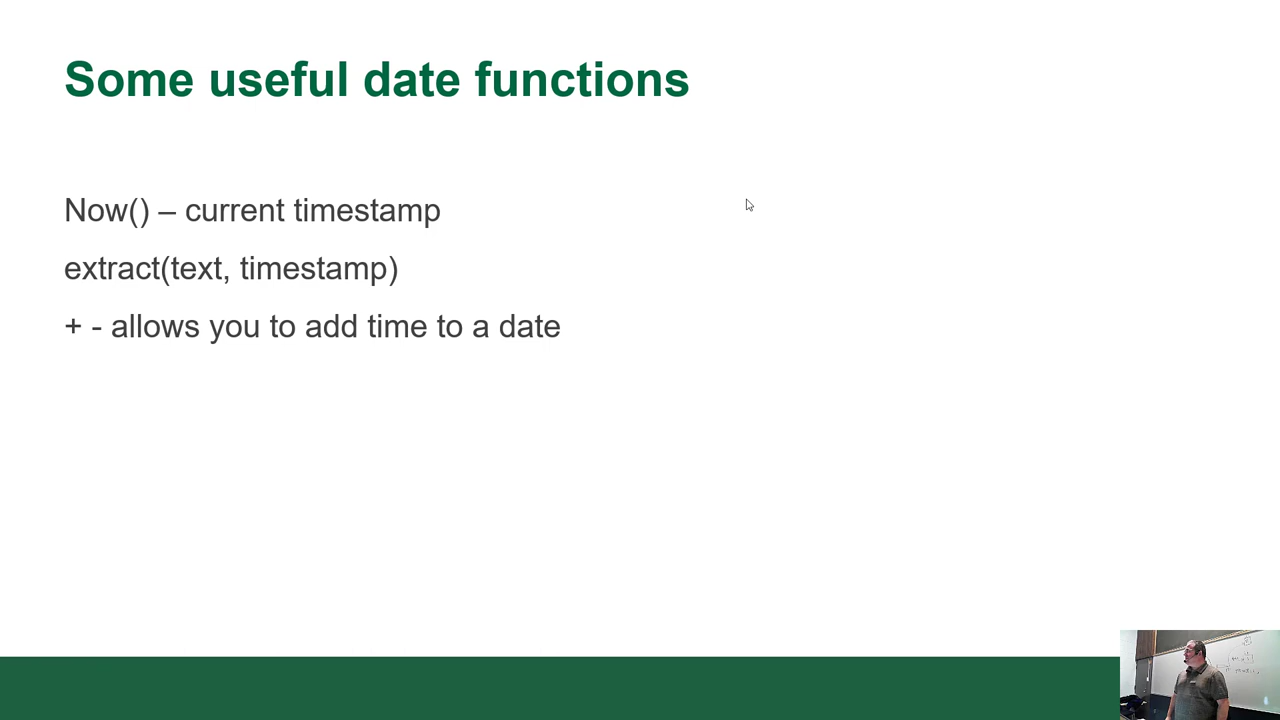 Some useful date functions
Now() – current timestamp
extract(text, timestamp)
+ - allows you to add time to a date